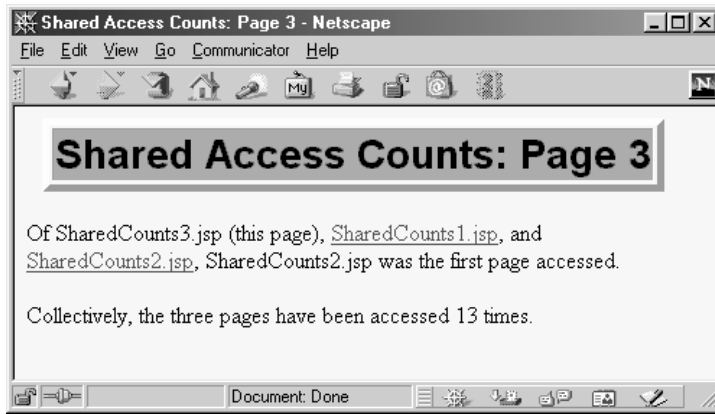 Shared Access Counts: Page 3 - Netscape
File Edit View Go Communicator Help
My
N
Shared Access Counts: Page 3
Of SharedCounts3.jsp (this page), SharedCounts1.jsp, and
SharedCounts2.jsp, SharedCounts2.jsp was the first page accessed.
Collectively, the three pages have been accessed 13 times.
Document: Done